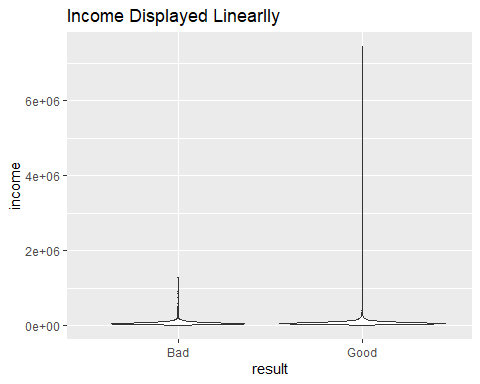 Income Displayed Linearlly
income
6e+06
4e+06
2e+06
0e+00
Bad Good
result